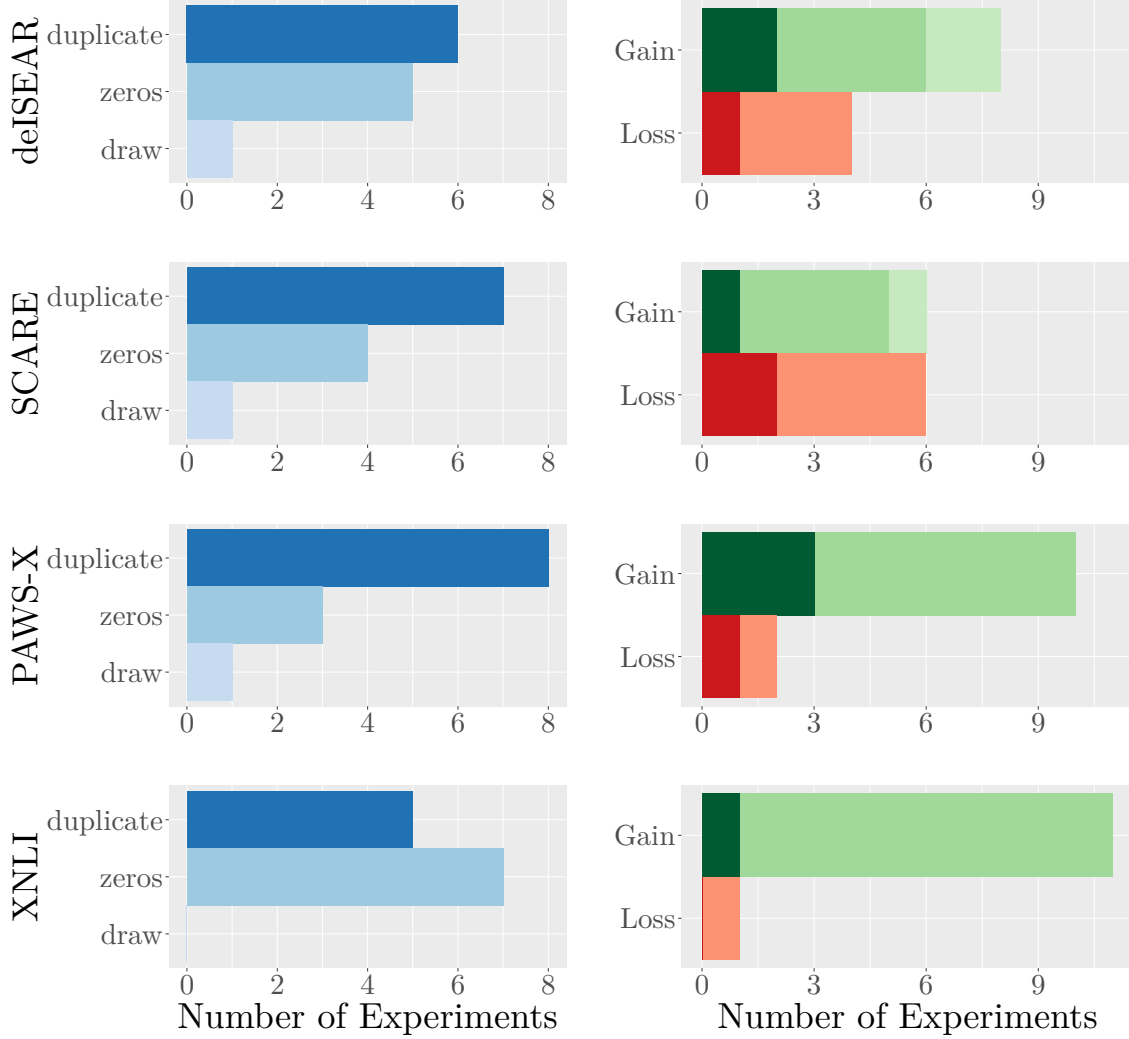 deISEAR
duplicate
zeros
draw
0 2 4 6 8
Gain
Loss
0 3 6 9
SCARE
duplicate
zeros
draw
0 2 4 6 8
Gain
Loss
0 3 6 9
PAWS-X
duplicate
zeros
draw
0 2 4 6 8
Gain
Loss
0 3 6 9
XNLI
duplicate
zeros
draw
0 2 4 6 8
Number of Experiments
Gain
Loss
0 3 6 9
Number of Experiments